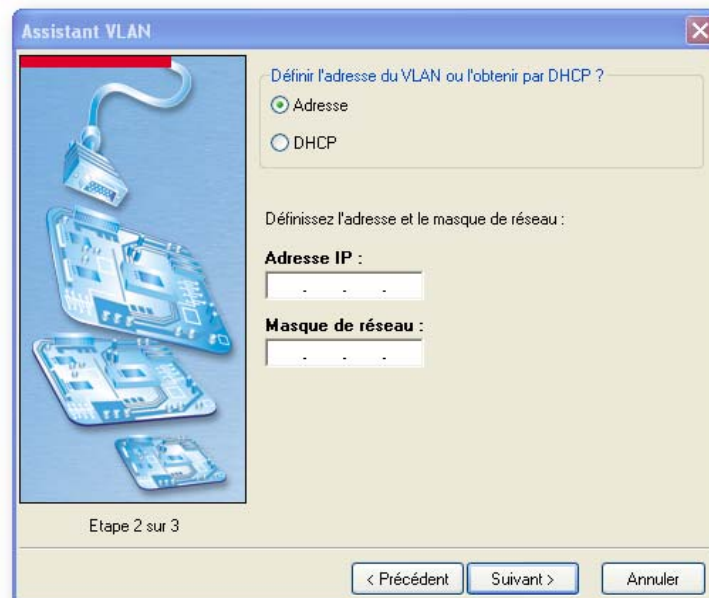 Assistant VLAN
Définir l'adresse du VLAN ou l'obtenir par DHCP ?
Adresse
DHCP
Définissez l'adresse et le masque de réseau :
Adresse IP :
. . .
Masque de réseau :
. . .
Etape 2 sur 3
< Précédent
Suivant >
Annuler